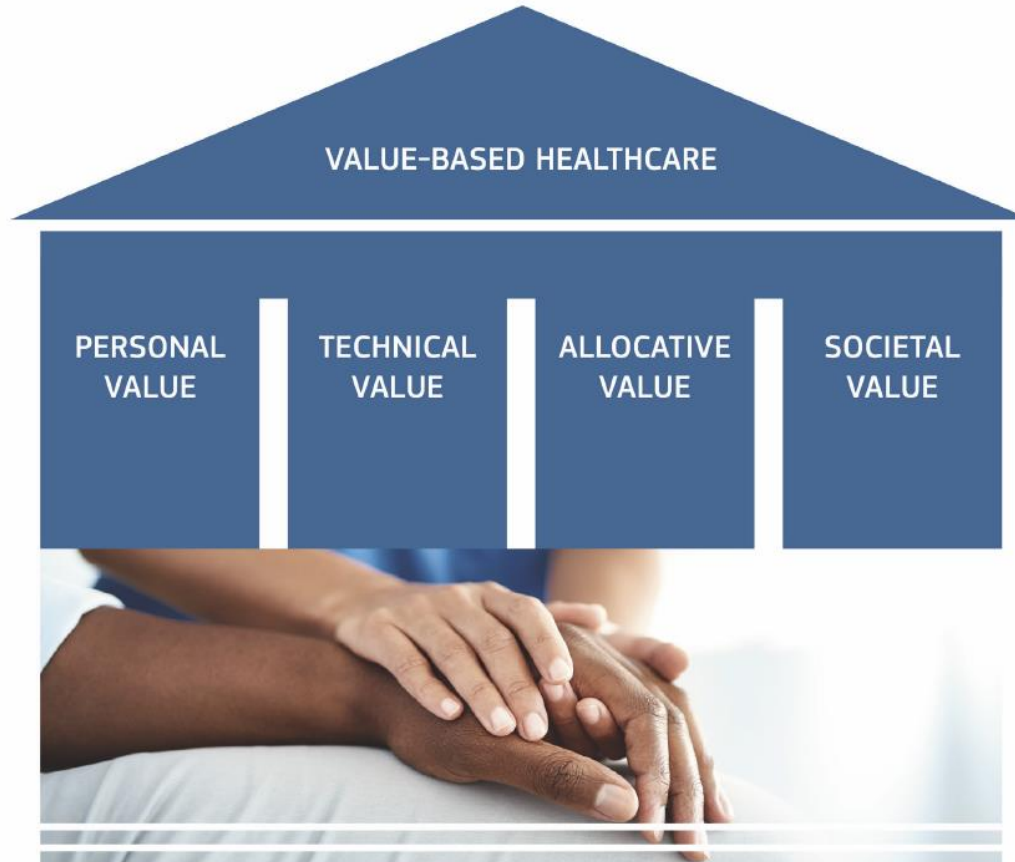 VALUE-BASED HEALTHCARE
PERSONAL
VALUE
TECHNICAL
VALUE
ALLOCATIVE
VALUE
SOCIETAL
VALUE